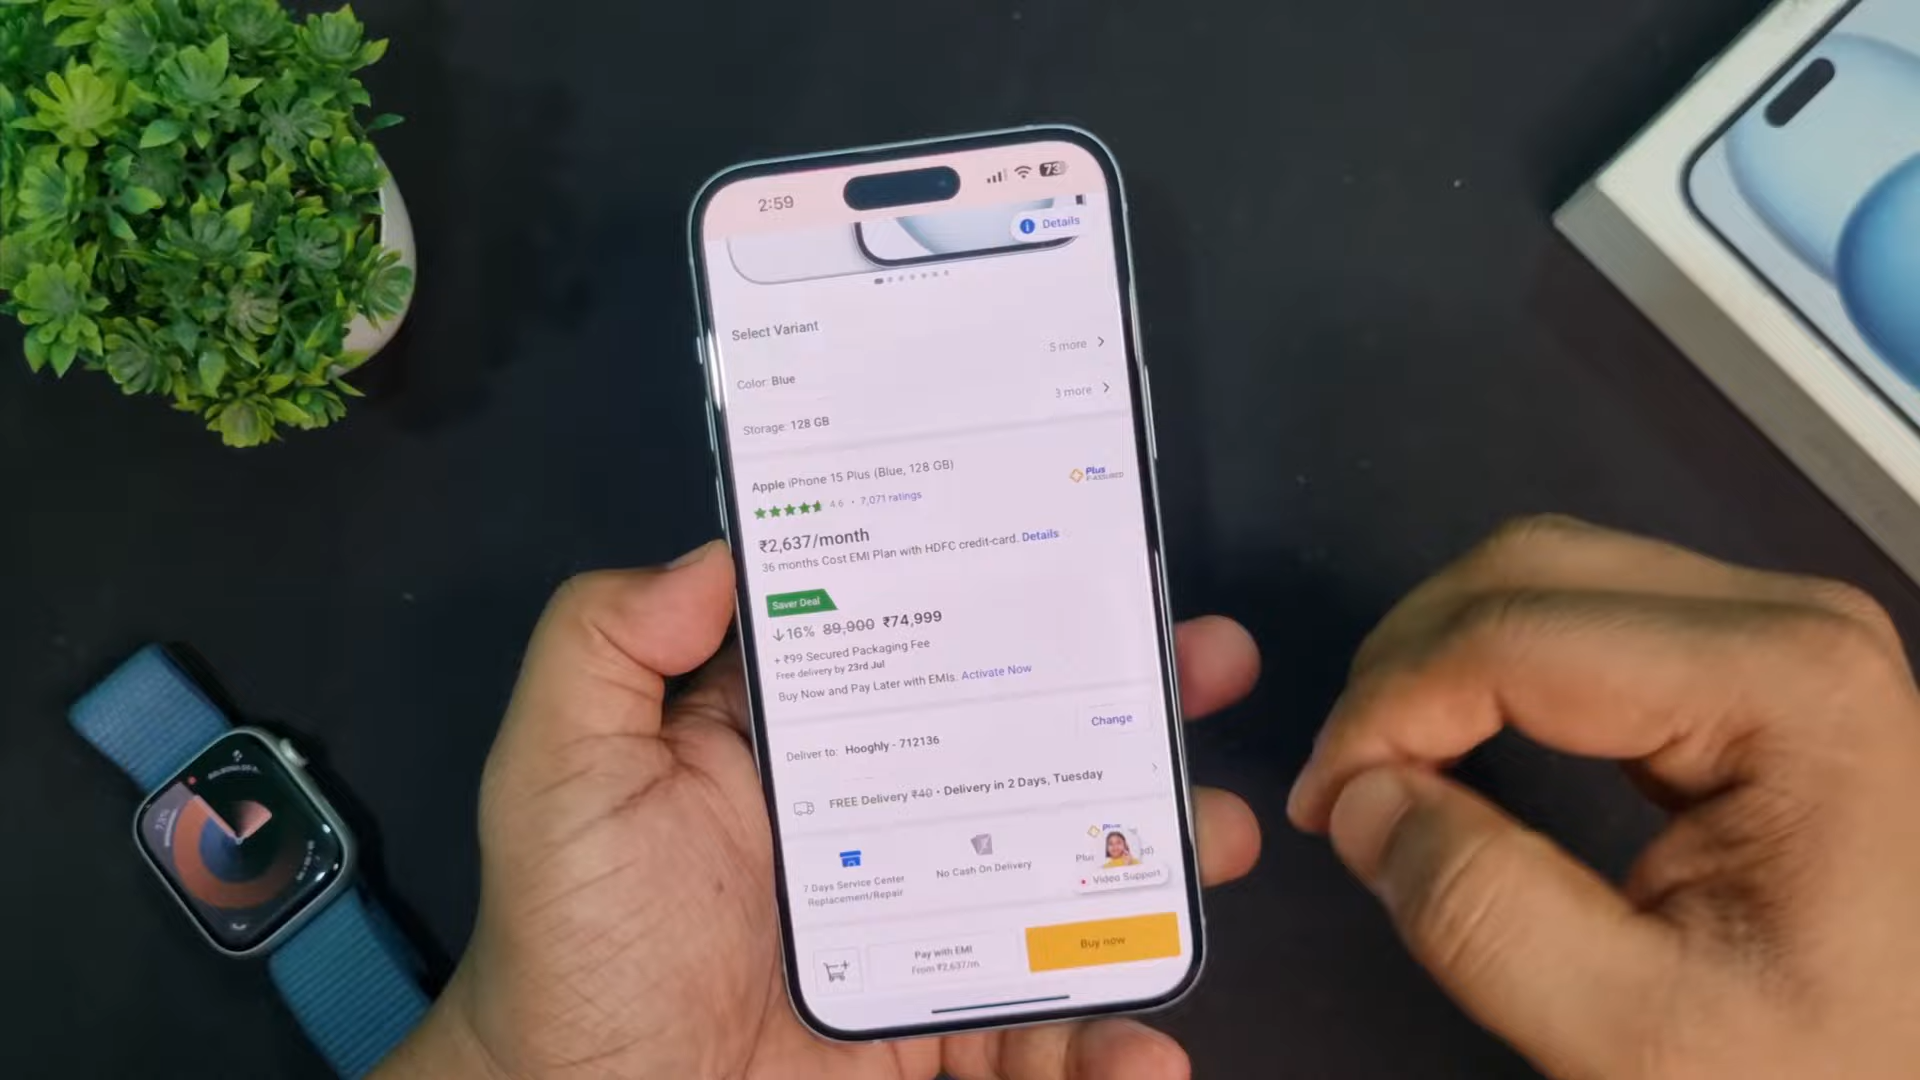 2:59
73
Details
Select Variant
5 more
Color: Blue
3 more
Storage: 128 GB
Apple iPhone 15 Plus (Blue, 128 GB)
Plus
F-ASSURED
4.6 • 7,071 ratings
₹2,637/month
36 months Cost EMI Plan with HDFC credit-card. Details
Saver Deal
↓16% 89,900 ₹74,999
+ ₹99 Secured Packaging Fee
Free delivery by 23rd Jul
Buy Now and Pay Later with EMIs. Activate Now
Deliver to: Hooghly - 712136
Change
FREE Delivery ₹40 • Delivery in 2 Days, Tuesday
7 Days Service Center
Replacement/Repair
No Cash On Delivery
Plus
Video Support
Pay with EMI
From ₹2,637/m
Buy now